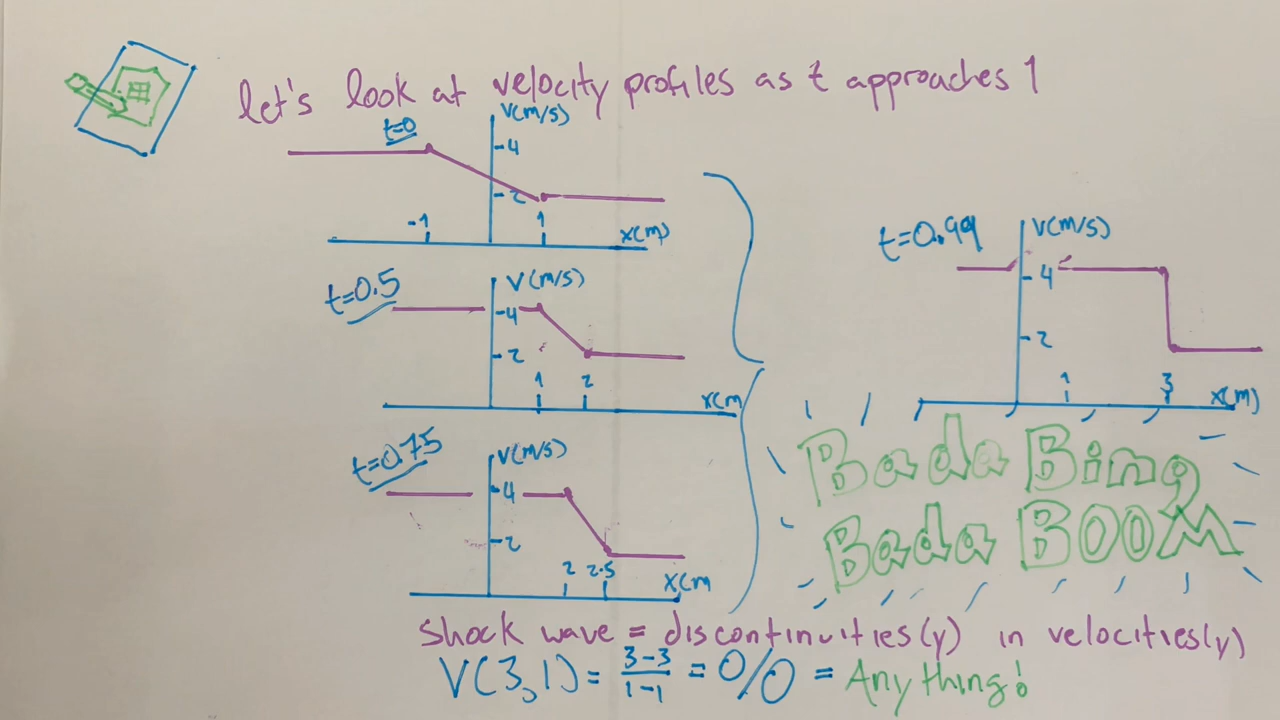 let's look at velocity profiles as t approaches 1
t=0
V(m/s)
4
2
-1
1
x(m)
t=0.5
V(m/s)
4
2
1
2
x(m
t=0.75
V(m/s)
4
2
2
2.5
x(m
t=0.99
V(m/s)
4
2
1
3
x(m)
Bada Bing
Bada BOOM
shock wave = discontinuities(y) in velocities(y)
V(3,1)= 3-3/1-1 = 0/0 = Anything!